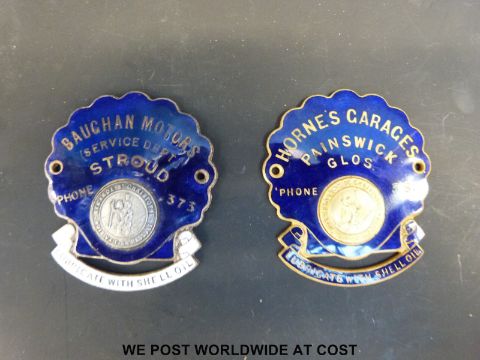 BAUGHAN MOTORS
SERVICE DEPT
STROUD
PHONE 373
LUBRICATE WITH SHELL OIL
HORNES GARAGES
PAINSWICK
GLOS
PHONE
LUBRICATE WITH SHELL OIL
WE POST WORLDWIDE AT COST